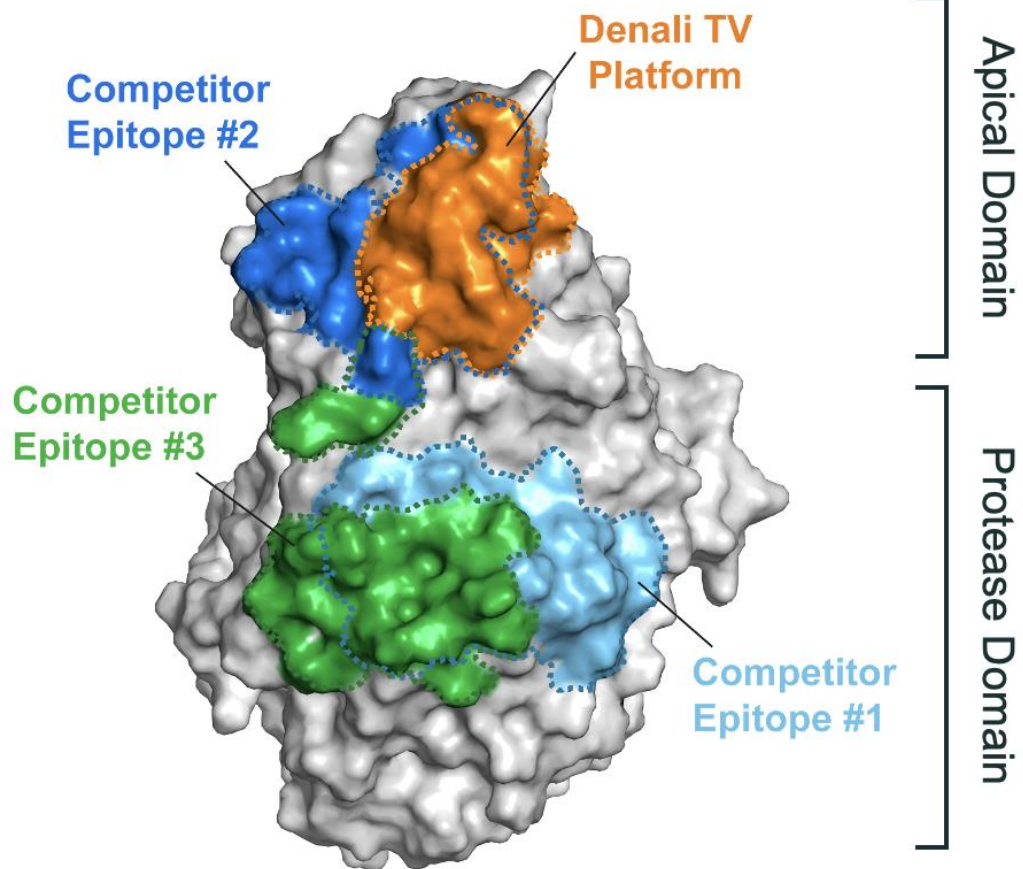 Denali TV
Platform
Competitor
Epitope #2
Apical Domain
Competitor
Epitope #3
Protease Domain
Competitor
Epitope #1